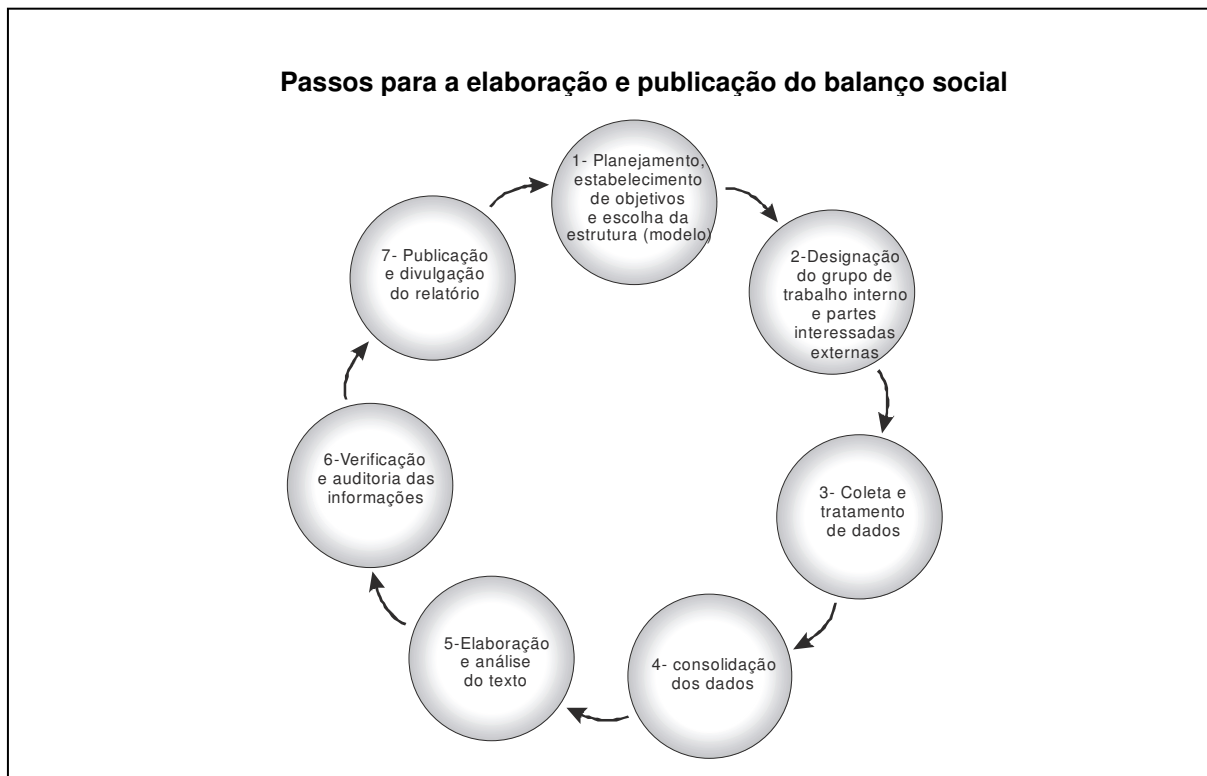 Passos para a elaboração e publicação do balanço social
1- Planejamento,
estabelecimento
de objetivos
e escolha da
estrutura (modelo)
2-Designação
do grupo de
trabalho interno
e partes
interessadas
externas
3- Coleta e
tratamento
de dados
4- consolidação
dos dados
5-Elaboração
e análise
do texto
6-Verificação
e auditoria das
informações
7- Publicação
e divulgação
do relatório